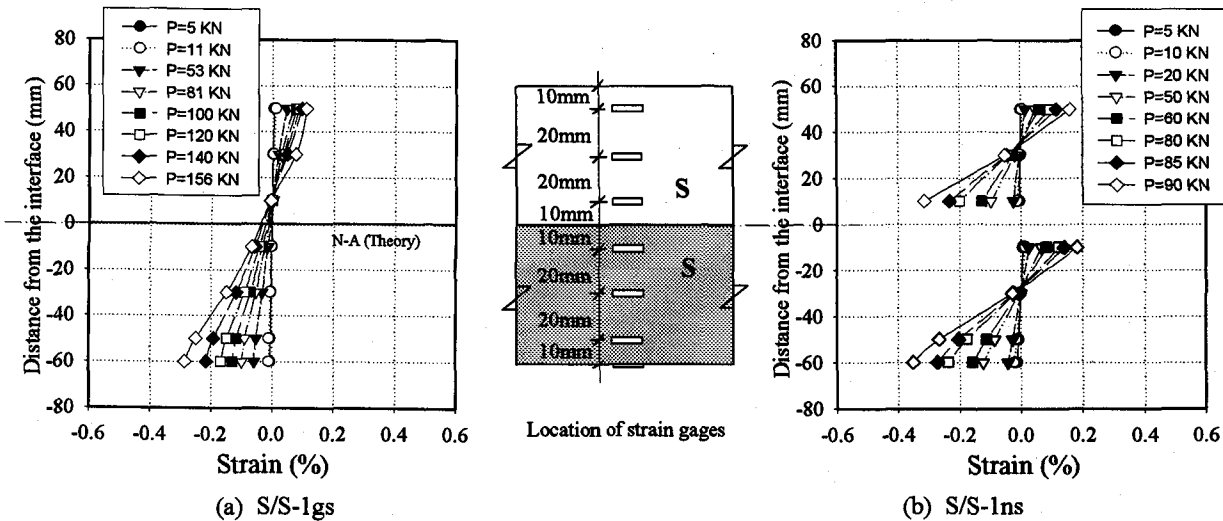 P=5 KN
P=11 KN
P=53 KN
P=81 KN
P=100 KN
P=120 KN
P=140 KN
P=156 KN
Distance from the interface (mm)
80
60
40
20
0
-20
-40
-60
-80
N-A (Theory)
-0.6 -0.4 -0.2 0.0 0.2 0.4 0.6
Strain (%)
(a) S/S-1gs
10mm
20mm
20mm
10mm
S
10mm
20mm
20mm
10mm
S
Location of strain gages
P=5 KN
P=10 KN
P=20 KN
P=50 KN
P=60 KN
P=80 KN
P=85 KN
P=90 KN
Distance from the interface (mm)
80
60
40
20
0
-20
-40
-60
-80
-0.6 -0.4 -0.2 0.0 0.2 0.4 0.6
Strain (%)
(b) S/S-1ns